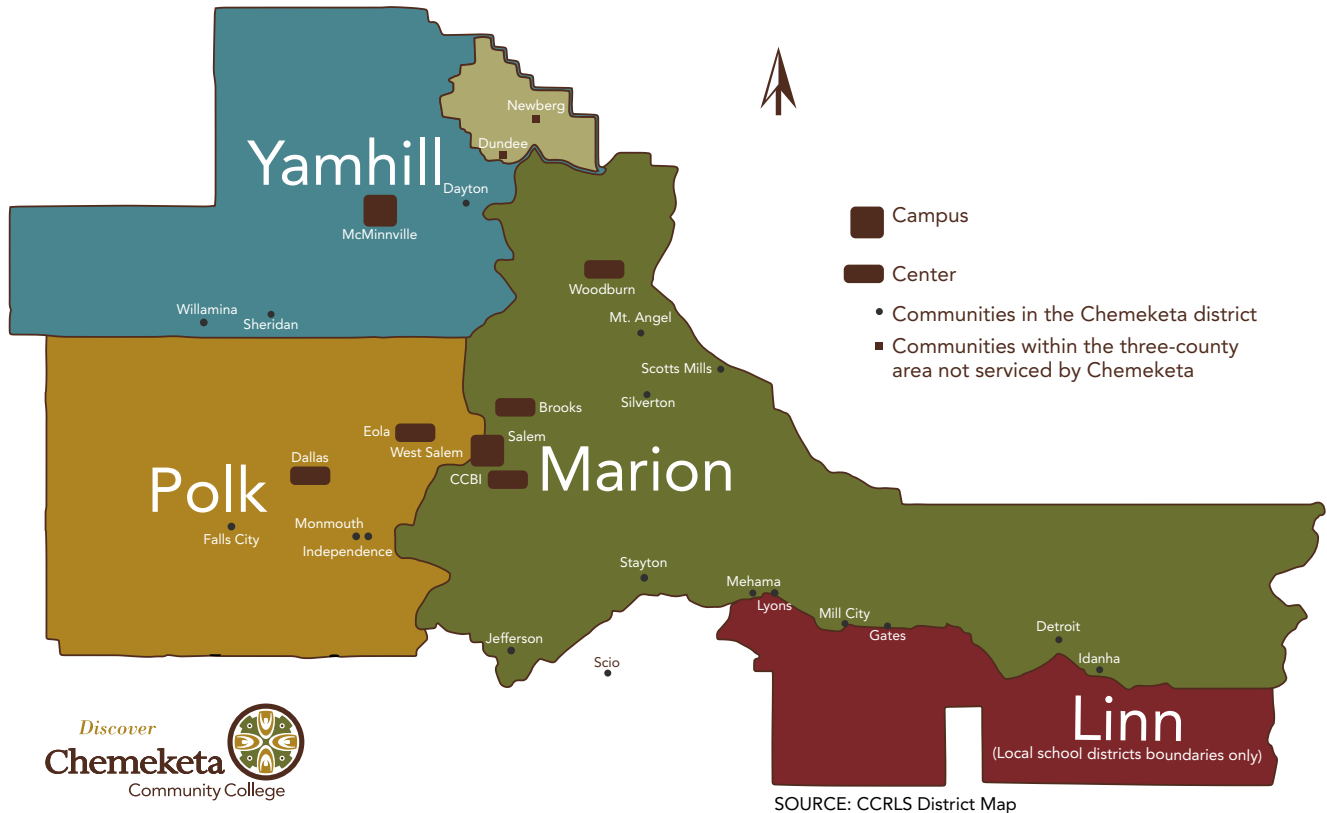 Newberg
Dundee
Yamhill
Dayton
McMinnville
Willamina
Sheridan
Woodburn
Mt. Angel
Scotts Mills
Silverton
Brooks
Eola
West Salem
Salem
CCBI
Dallas
Polk
Marion
Falls City
Monmouth
Independence
Stayton
Mehama
Lyons
Mill City
Gates
Jefferson
Scio
Detroit
Idanha
Linn
(Local school districts boundaries only)
Campus
Center
Communities in the Chemeketa district
Communities within the three-county
area not serviced by Chemeketa
Discover
Chemeketa
Community College
SOURCE: CCRLS District Map